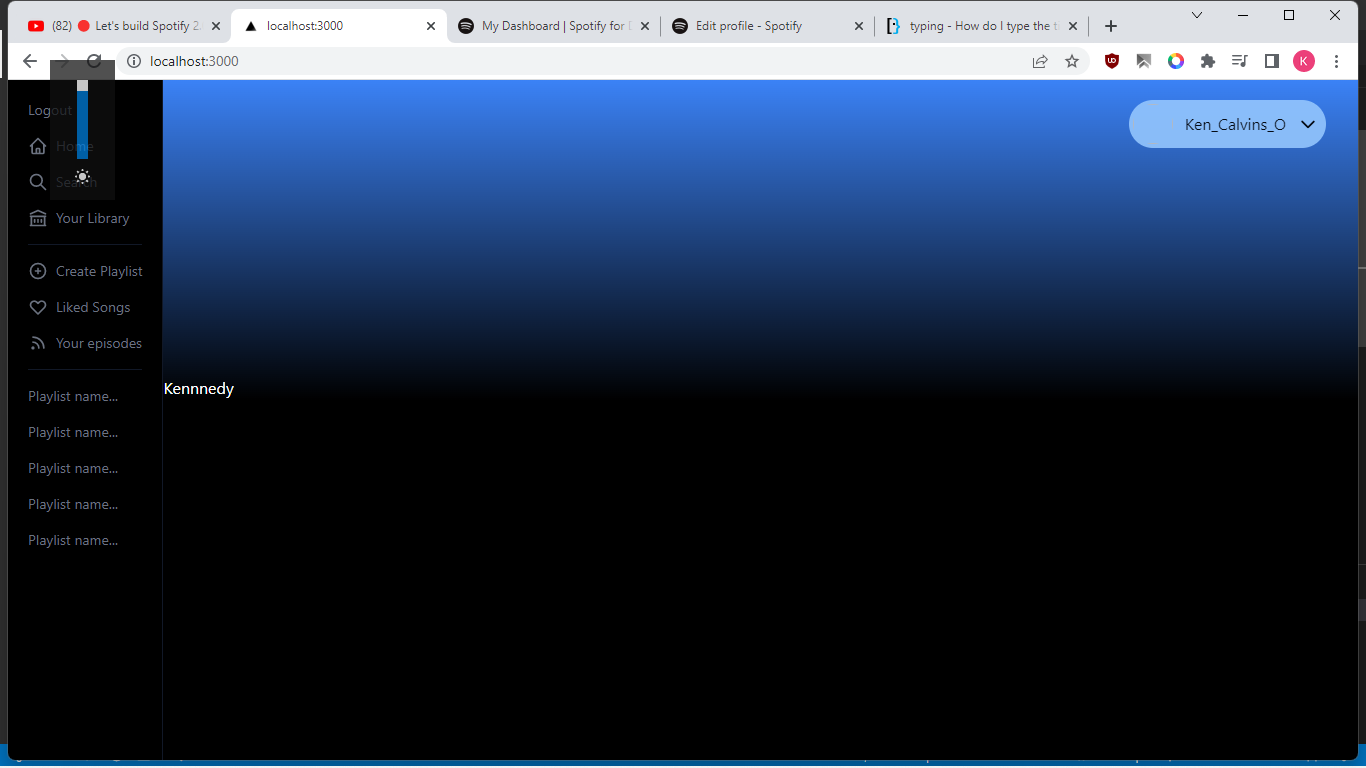 (82) 🔴 Let's build Spotify 2.
localhost:3000
My Dashboard | Spotify for
Edit profile - Spotify
typing - How do I type the t
localhost:3000
K
Logout
Ken_Calvins_O
Home
Search
Your Library
Create Playlist
Liked Songs
Your episodes
Kennnedy
Playlist name...
Playlist name...
Playlist name...
Playlist name...
Playlist name...